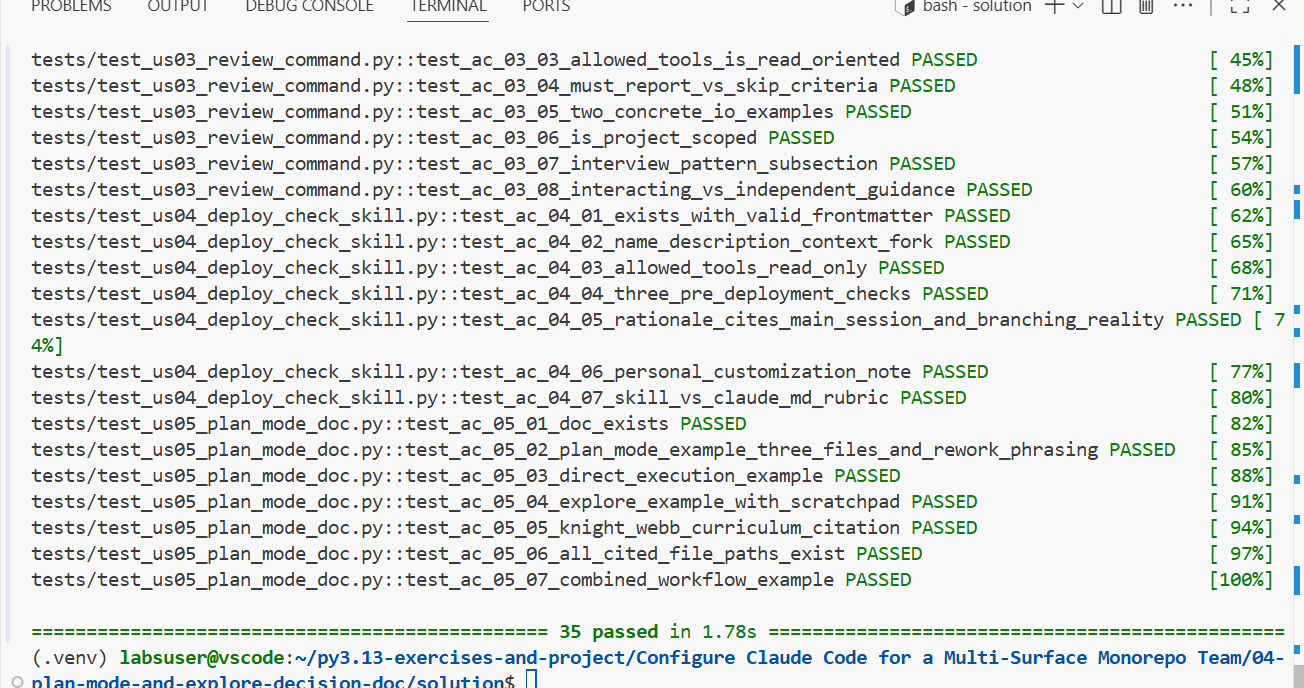 PROBLEMS OUTPUT DEBUG CONSOLE TERMINAL PORTS bash - solution
tests/test_us03_review_command.py::test_ac_03_03_allowed_tools_is_read_oriented PASSED [ 45%]
tests/test_us03_review_command.py::test_ac_03_04_must_report_vs_skip_criteria PASSED [ 48%]
tests/test_us03_review_command.py::test_ac_03_05_two_concrete_io_examples PASSED [ 51%]
tests/test_us03_review_command.py::test_ac_03_06_is_project_scoped PASSED [ 54%]
tests/test_us03_review_command.py::test_ac_03_07_interview_pattern_subsection PASSED [ 57%]
tests/test_us03_review_command.py::test_ac_03_08_interacting_vs_independent_guidance PASSED [ 60%]
tests/test_us04_deploy_check_skill.py::test_ac_04_01_exists_with_valid_frontmatter PASSED [ 62%]
tests/test_us04_deploy_check_skill.py::test_ac_04_02_name_description_context_fork PASSED [ 65%]
tests/test_us04_deploy_check_skill.py::test_ac_04_03_allowed_tools_read_only PASSED [ 68%]
tests/test_us04_deploy_check_skill.py::test_ac_04_04_three_pre_deployment_checks PASSED [ 71%]
tests/test_us04_deploy_check_skill.py::test_ac_04_05_rationale_cites_main_session_and_branching_reality PASSED [ 7
4%]
tests/test_us04_deploy_check_skill.py::test_ac_04_06_personal_customization_note PASSED [ 77%]
tests/test_us04_deploy_check_skill.py::test_ac_04_07_skill_vs_claude_md_rubric PASSED [ 80%]
tests/test_us05_plan_mode_doc.py::test_ac_05_01_doc_exists PASSED [ 82%]
tests/test_us05_plan_mode_doc.py::test_ac_05_02_plan_mode_example_three_files_and_rework_phrasing PASSED [ 85%]
tests/test_us05_plan_mode_doc.py::test_ac_05_03_direct_execution_example PASSED [ 88%]
tests/test_us05_plan_mode_doc.py::test_ac_05_04_explore_example_with_scratchpad PASSED [ 91%]
tests/test_us05_plan_mode_doc.py::test_ac_05_05_knight_webb_curriculum_citation PASSED [ 94%]
tests/test_us05_plan_mode_doc.py::test_ac_05_06_all_cited_file_paths_exist PASSED [ 97%]
tests/test_us05_plan_mode_doc.py::test_ac_05_07_combined_workflow_example PASSED [100%]
=============================================== 35 passed in 1.78s ===============================================
(.venv) labsuser@vscode:~/py3.13-exercises-and-project/Configure Claude Code for a Multi-Surface Monorepo Team/04-
plan-mode-and-explore-decision-doc/solution$